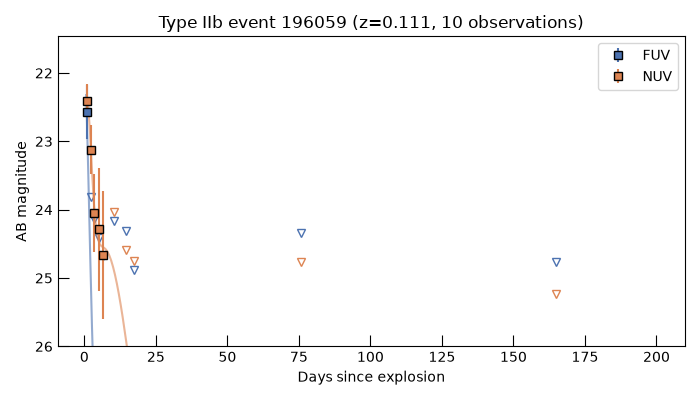 Type IIb event 196059 (z=0.111, 10 observations)
FUV
NUV
22
23
24
25
26
AB magnitude
0 25 50 75 100 125 150 175 200
Days since explosion